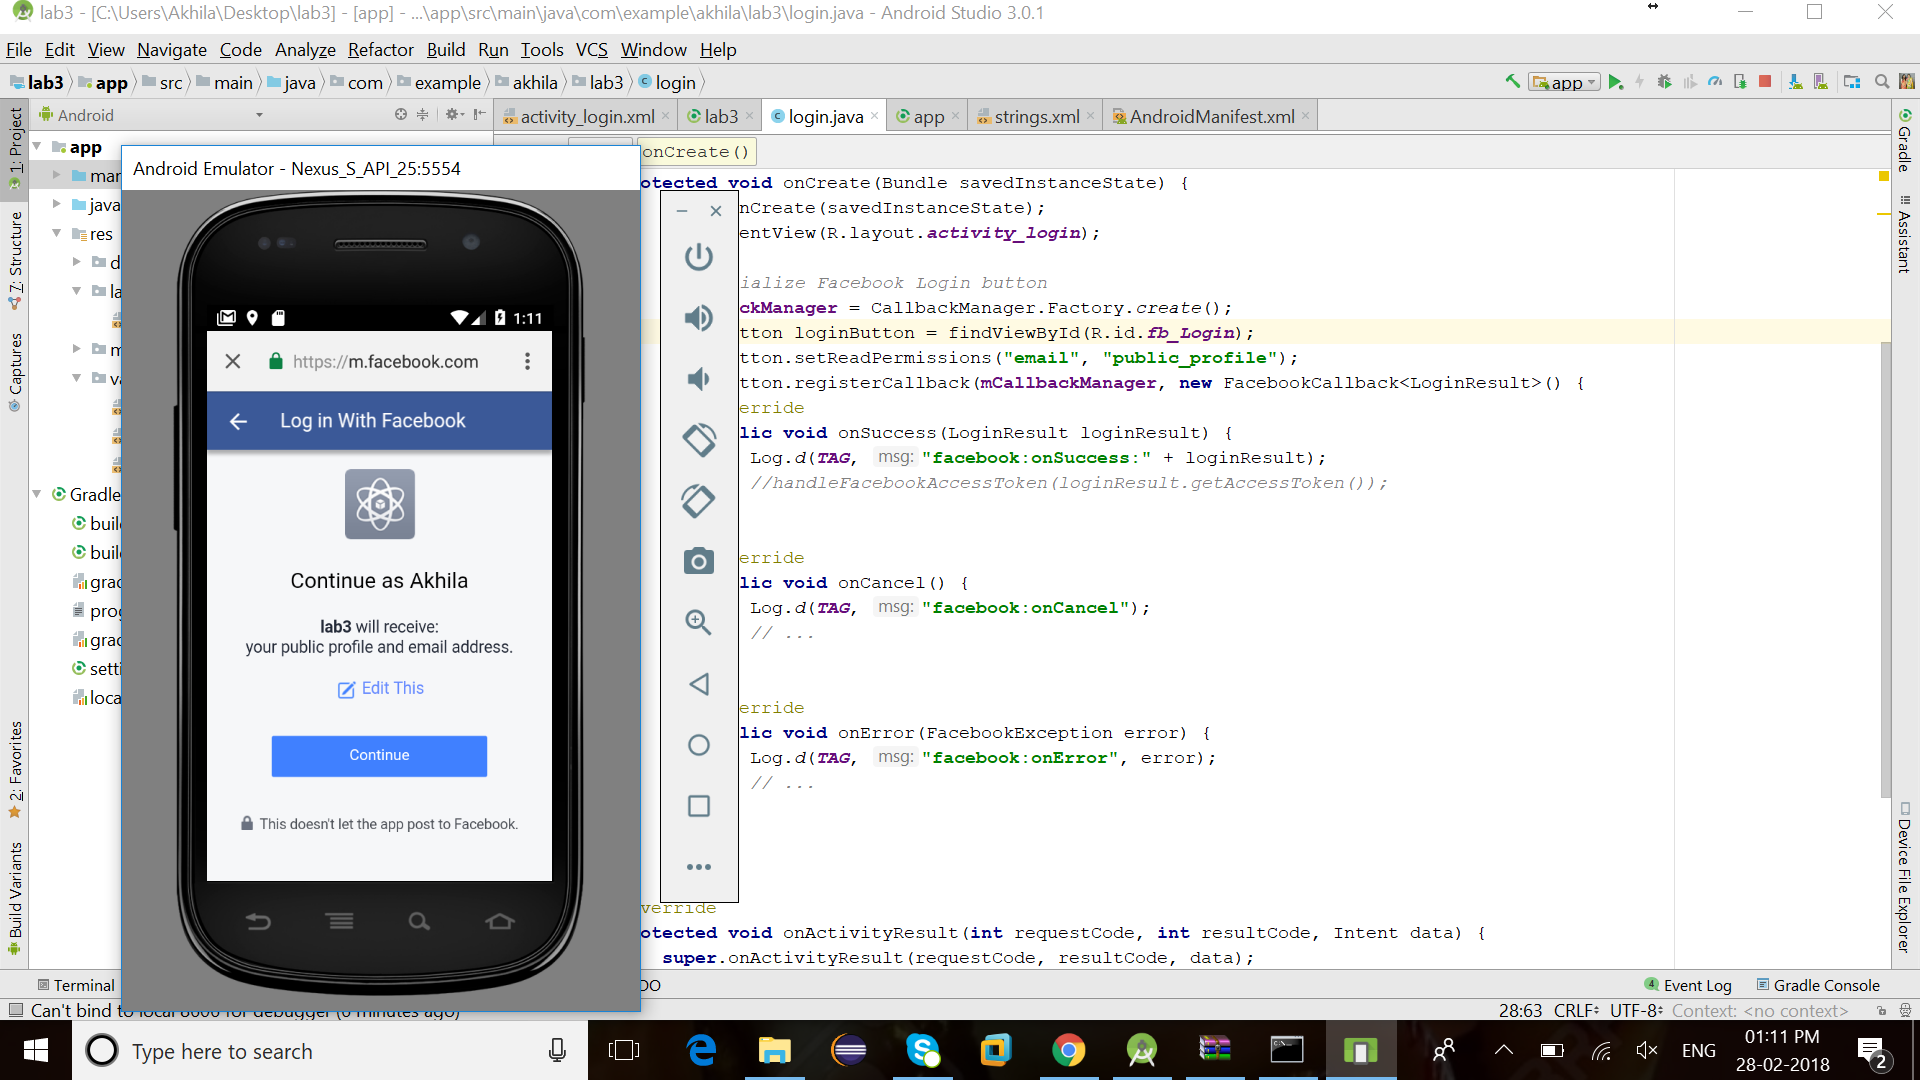 lab3 - [C:\Users\Akhila\Desktop\lab3] - [app] - ...\app\src\main\java\com\example\akhila\lab3\login.java - Android Studio 3.0.1
File Edit View Navigate Code Analyze Refactor Build Run Tools VCS Window Help
lab3 app src main java com example akhila lab3 login
app
Android
activity_login.xml lab3 login.java app strings.xml AndroidManifest.xml
1: Project
7: Structure
Captures
2: Favorites
Build Variants
app
java
res
Gradle
Android Emulator - Nexus_S_API_25:5554
1:11
https://m.facebook.com
Log in With Facebook
Continue as Akhila
lab3 will receive:
your public profile and email address.
Edit This
Continue
This doesn't let the app post to Facebook.
onCreate()
otected void onCreate(Bundle savedInstanceState) {
nCreate(savedInstanceState);
entView(R.layout.activity_login);
ialize Facebook Login button
ckManager = CallbackManager.Factory.create();
tton loginButton = findViewById(R.id.fb_Login);
tton.setReadPermissions("email", "public_profile");
tton.registerCallback(mCallbackManager, new FacebookCallback<LoginResult>() {
erride
lic void onSuccess(LoginResult loginResult) {
Log.d(TAG, msg: "facebook:onSuccess:" + loginResult);
//handleFacebookAccessToken(loginResult.getAccessToken());
erride
lic void onCancel() {
Log.d(TAG, msg: "facebook:onCancel");
// ...
erride
lic void onError(FacebookException error) {
Log.d(TAG, msg: "facebook:onError", error);
// ...
verride
otected void onActivityResult(int requestCode, int resultCode, Intent data) {
super.onActivityResult(requestCode, resultCode, data);
Gradle
Assistant
Device File Explorer
Terminal
DO
4 Event Log Gradle Console
Can't bind to local 8600 for debugger (6 minutes ago)
28:63 CRLF UTF-8 Context: <no context>
Type here to search
ENG
01:11 PM
28-02-2018
2